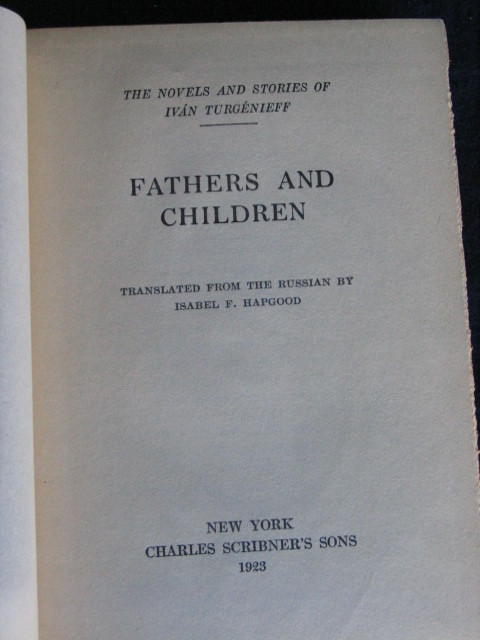 THE NOVELS AND STORIES OF
IVÁN TURGÉNIEFF
FATHERS AND
CHILDREN
TRANSLATED FROM THE RUSSIAN BY
ISABEL F. HAPGOOD
NEW YORK
CHARLES SCRIBNER'S SONS
1923